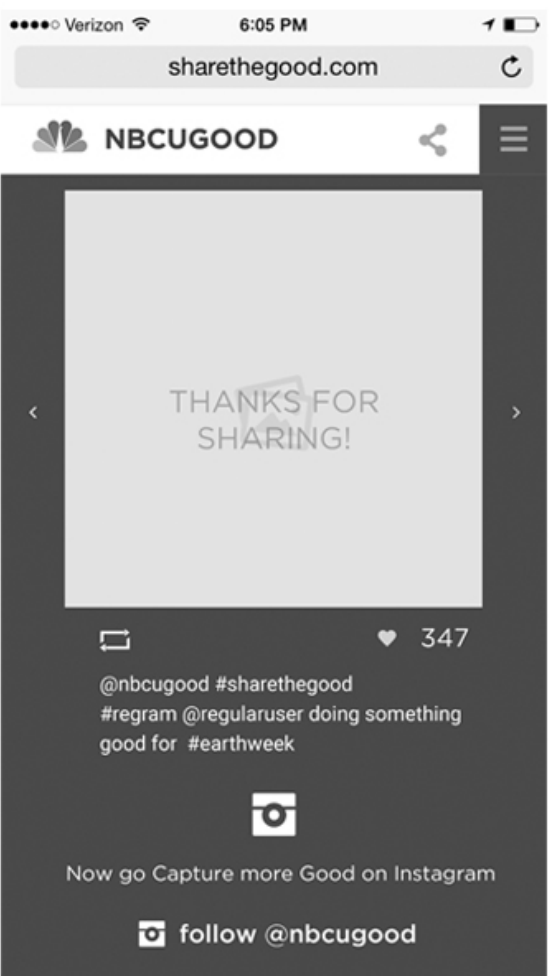 Verizon 6:05 PM
sharethegood.com
NBCUGOOD
THANKS FOR
SHARING!
347
@nbcugood #sharethegood
#regram @regularuser doing something
good for #earthweek
Now go Capture more Good on Instagram
follow @nbcugood